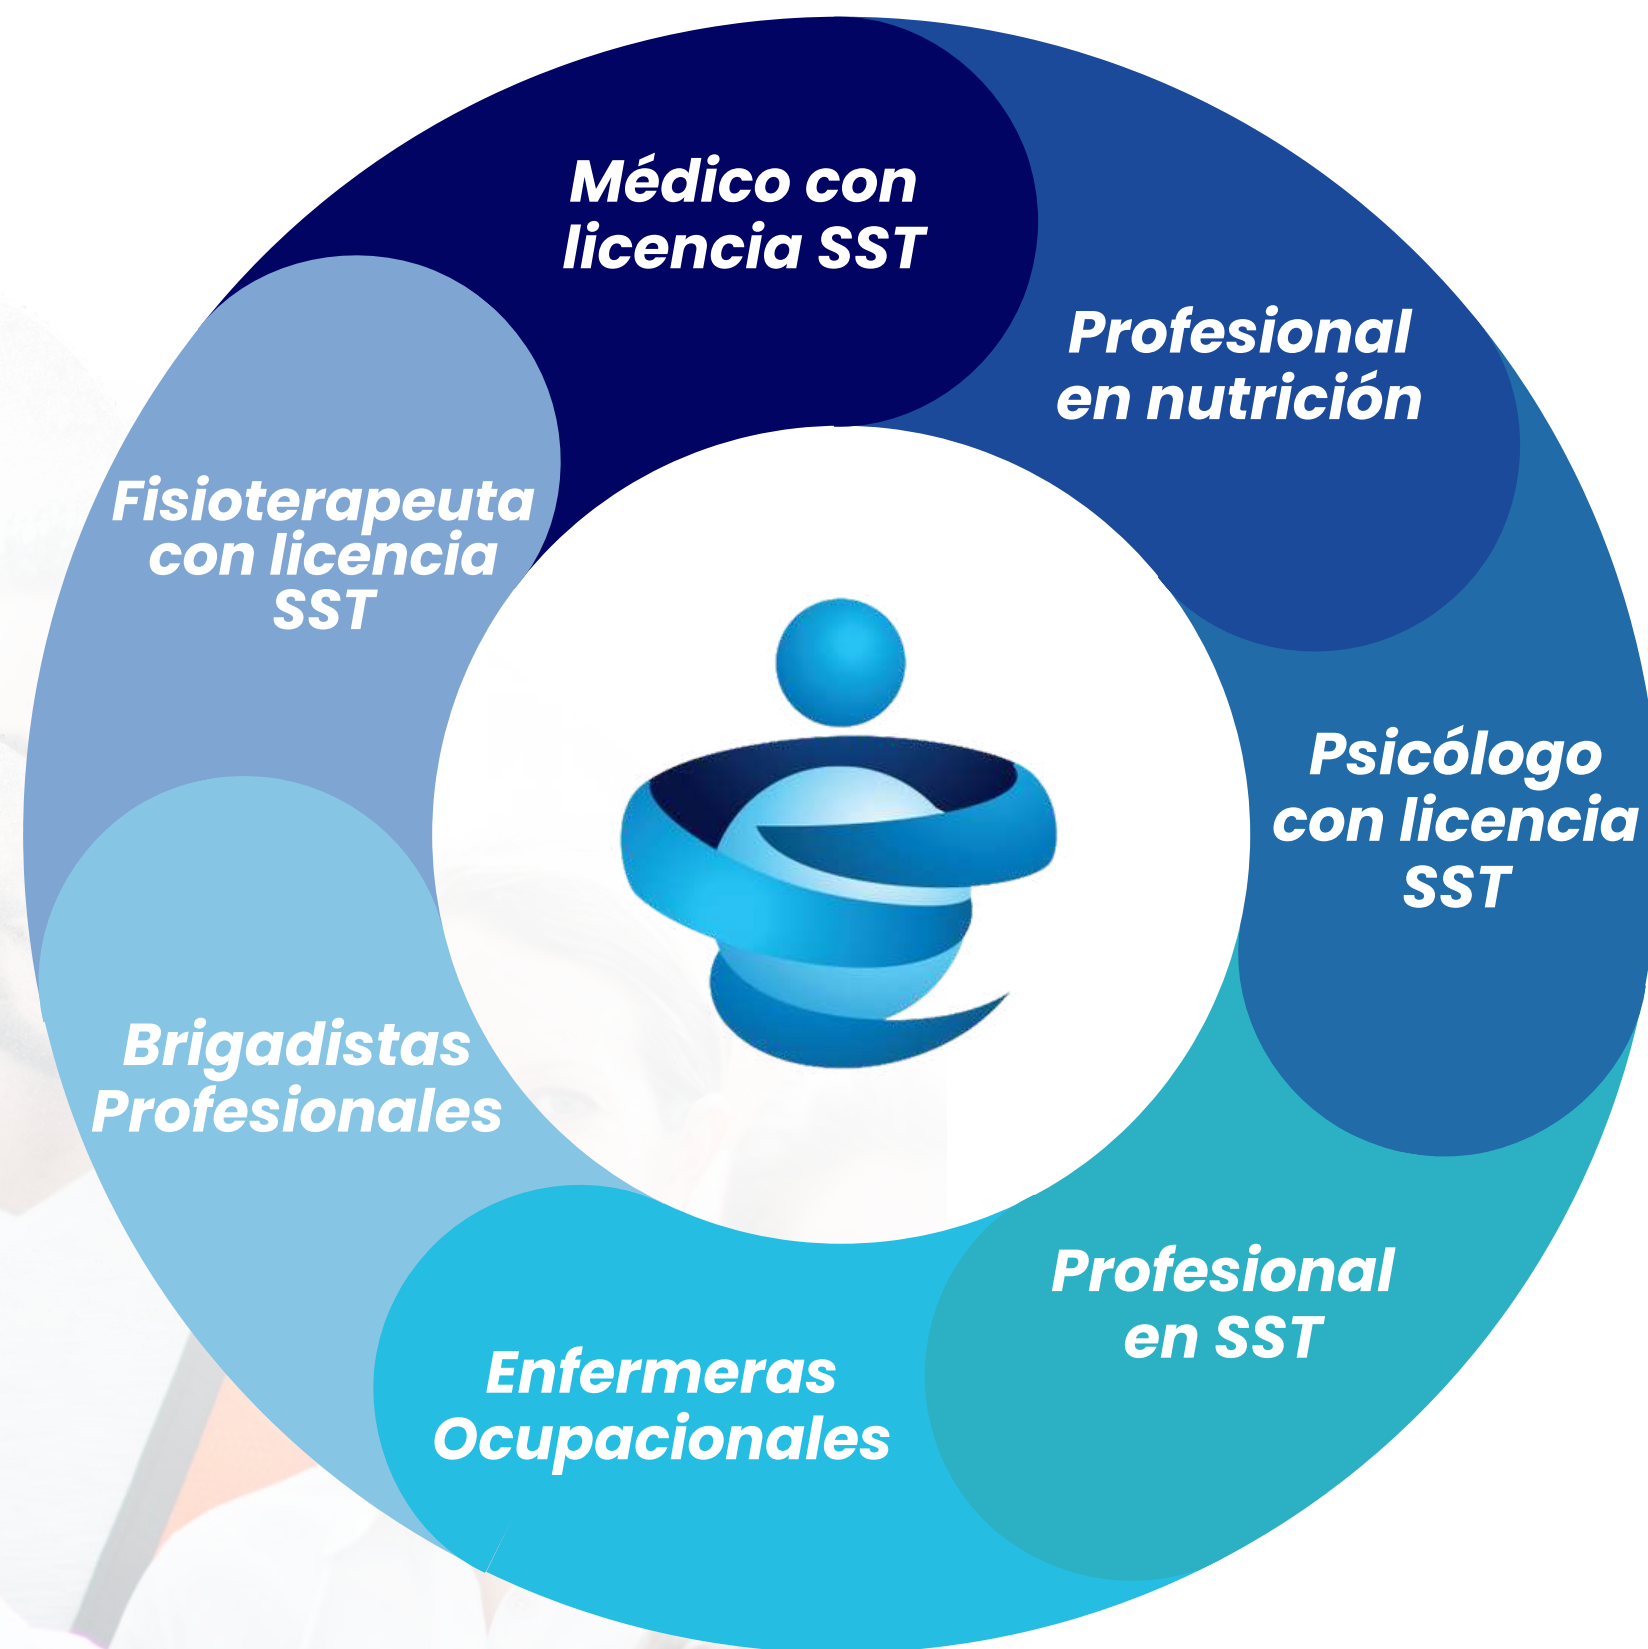 Médico con
licencia SST
Profesional
en nutrición
Psicólogo
con licencia
SST
Profesional
en SST
Enfermeras
Ocupacionales
Brigadistas
Profesionales
Fisioterapeuta
con licencia
SST